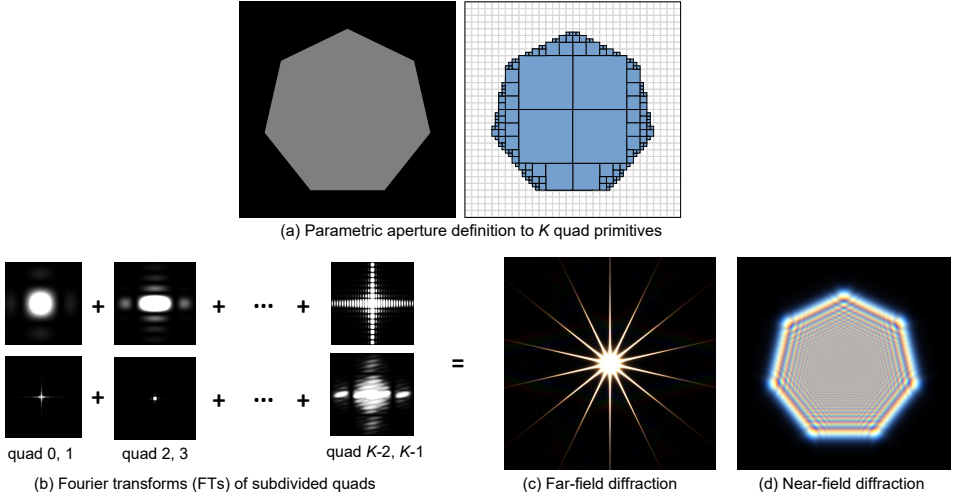 (a) Parametric aperture definition to K quad primitives
+ + ... +
=
+ + ... +
quad 0, 1 quad 2, 3 quad K-2, K-1
(b) Fourier transforms (FTs) of subdivided quads
(c) Far-field diffraction
(d) Near-field diffraction